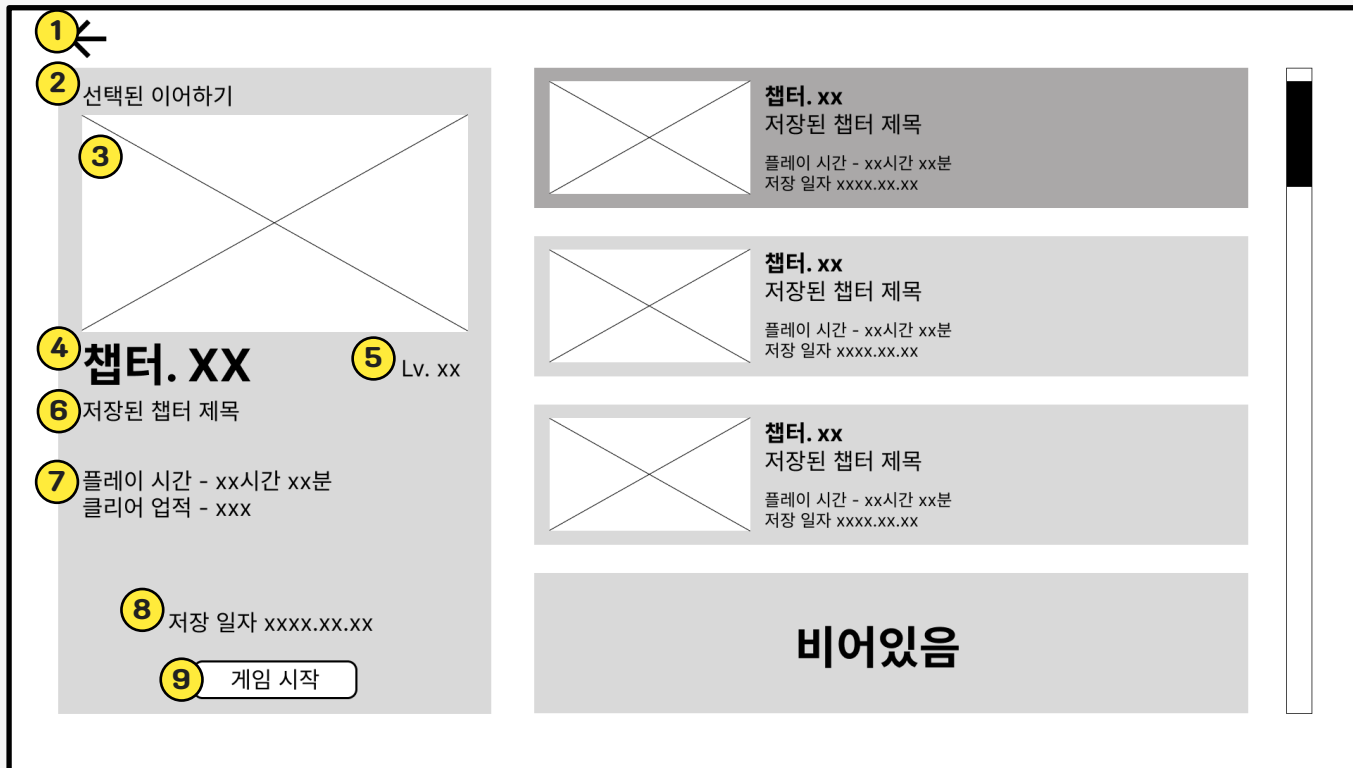 1
2
선택된 이어하기
3
4
챕터. XX
5
Lv. xx
6
저장된 챕터 제목
7
플레이 시간 - xx시간 xx분
클리어 업적 - xxx
8
저장 일자 xxxx.xx.xx
9
게임 시작
챕터. xx
저장된 챕터 제목
플레이 시간 - xx시간 xx분
저장 일자 xxxx.xx.xx
챕터. xx
저장된 챕터 제목
플레이 시간 - xx시간 xx분
저장 일자 xxxx.xx.xx
챕터. xx
저장된 챕터 제목
플레이 시간 - xx시간 xx분
저장 일자 xxxx.xx.xx
비어있음